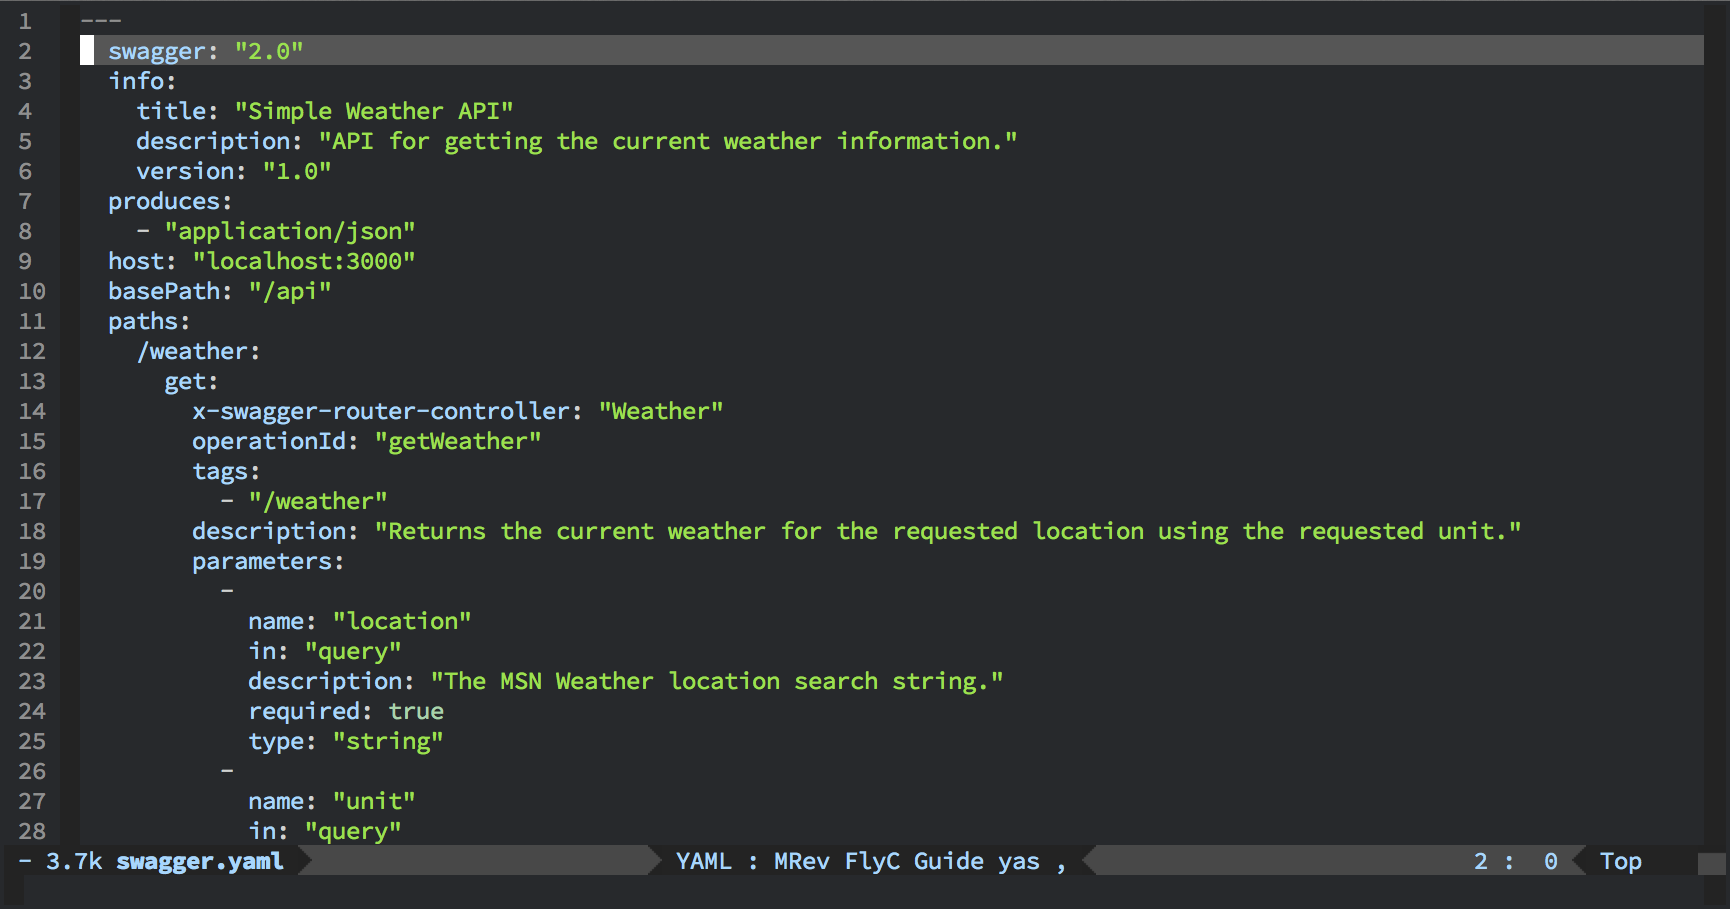 1 ---
2   swagger: "2.0"
3   info:
4     title: "Simple Weather API"
5     description: "API for getting the current weather information."
6     version: "1.0"
7   produces:
8     - "application/json"
9   host: "localhost:3000"
10   basePath: "/api"
11   paths:
12     /weather:
13       get:
14         x-swagger-router-controller: "Weather"
15         operationId: "getWeather"
16         tags:
17           - "/weather"
18         description: "Returns the current weather for the requested location using the requested unit."
19         parameters:
20           -
21             name: "location"
22             in: "query"
23             description: "The MSN Weather location search string."
24             required: true
25             type: "string"
26           -
27             name: "unit"
28             in: "query"
- 3.7k swagger.yaml YAML : MRev FlyC Guide yas , 2 : 0 Top